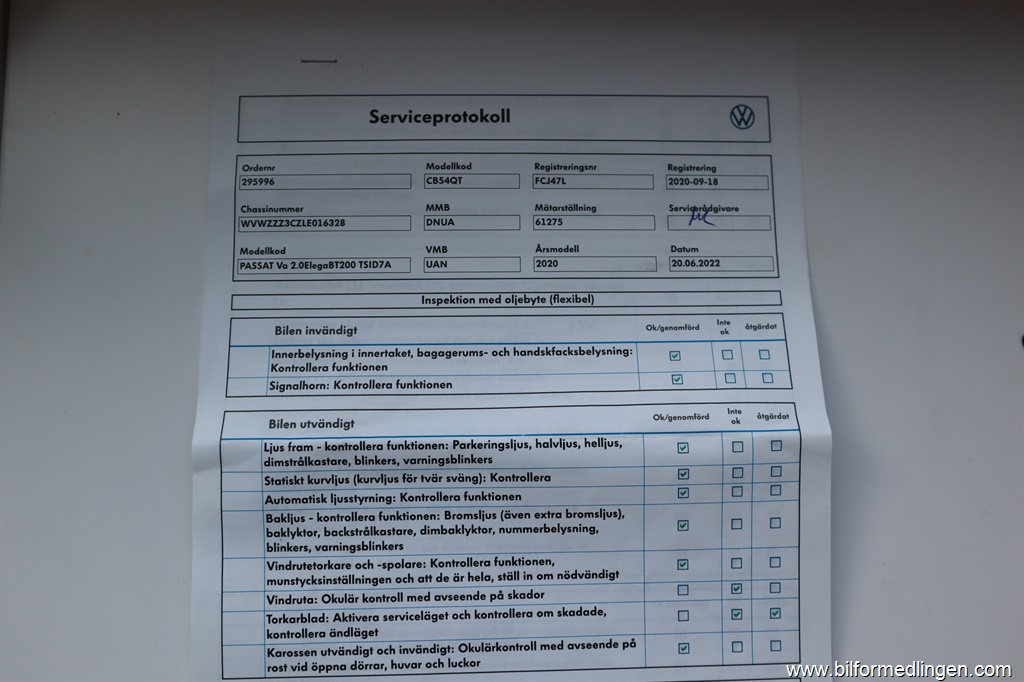 Serviceprotokoll
Ordernr Modellkod Registreringsnr Registrering
295996 CB54QT FCJ47L 2020-09-18
Chassinummer MMB Mätarställning Servicerådgivare
WVWZZZ3CZLE016328 DNUA 61275
Modellkod VMB Årsmodell Datum
PASSAT Va 2.0ElegaBT200 TSID7A UAN 2020 20.06.2022
Inspektion med oljebyte (flexibel)
Bilen invändigt Ok/genomförd Inte ok åtgärdat
Innerbelysning i innertaket, bagagerums- och handskfacksbelysning:
Kontrollera funktionen
Signalhorn: Kontrollera funktionen
Bilen utvändigt Ok/genomförd Inte ok åtgärdat
Ljus fram - kontrollera funktionen: Parkeringsljus, halvljus, helljus,
dimstrålkastare, blinkers, varningsblinkers
Statiskt kurvljus (kurvljus för tvär sväng): Kontrollera
Automatisk ljusstyrning: Kontrollera funktionen
Bakljus - kontrollera funktionen: Bromsljus (även extra bromsljus),
baklyktor, backstrålkastare, dimbaklyktor, nummerbelysning,
blinkers, varningsblinkers
Vindrutetorkare och -spolare: Kontrollera funktionen,
munstycksinställningen och att de är hela, ställ in om nödvändigt
Vindruta: Okulär kontroll med avseende på skador
Torkarblad: Aktivera serviceläget och kontrollera om skadade,
kontrollera ändläget
Karossen utvändigt och invändigt: Okulärkontroll med avseende på
rost vid öppna dörrar, huvar och luckor
www.bilformedlingen.com